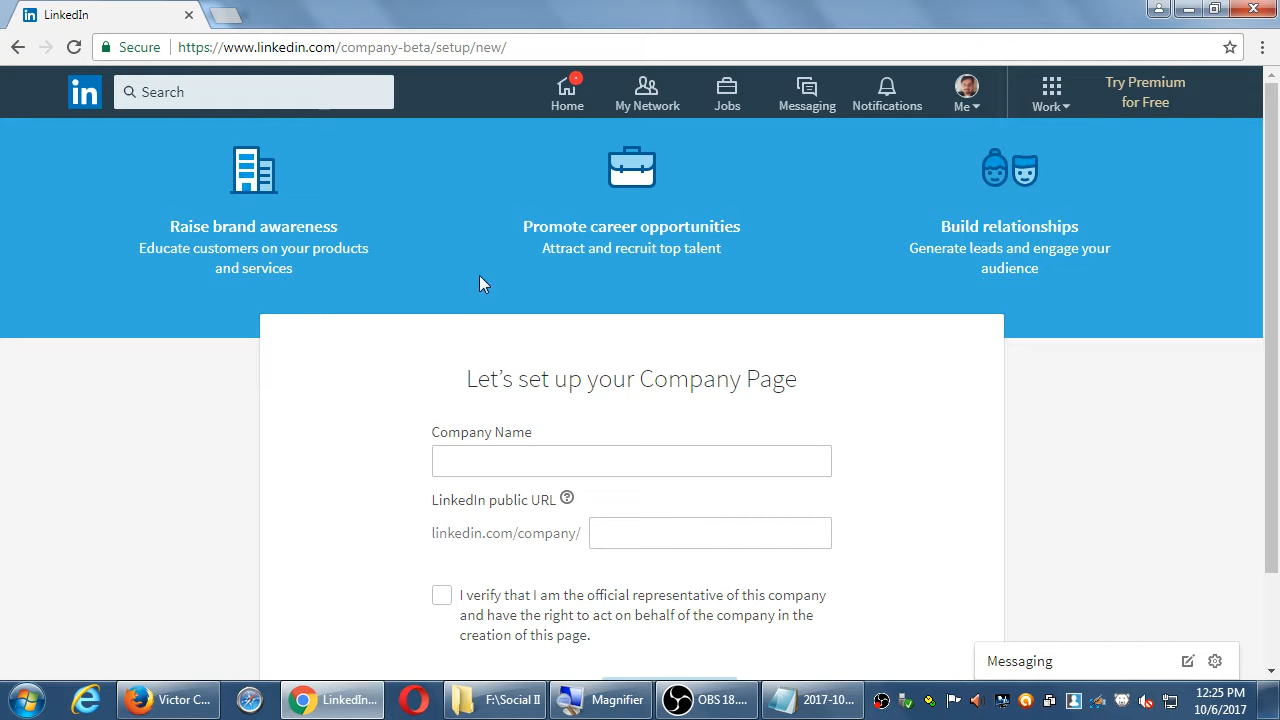 LinkedIn
Secure
https://www.linkedin.com/company-beta/setup/new/
in
Search
Home
My Network
Jobs
Messaging
Notifications
Me
Work
Try Premium
for Free
Raise brand awareness
Educate customers on your products
and services
Promote career opportunities
Attract and recruit top talent
Build relationships
Generate leads and engage your
audience
Let's set up your Company Page
Company Name
LinkedIn public URL ?
linkedin.com/company/
I verify that I am the official representative of this company
and have the right to act on behalf of the company in the
creation of this page.
Messaging
Victor C...
LinkedIn...
F:\Social II
Magnifier
OBS 18....
2017-10...
12:25 PM
10/6/2017